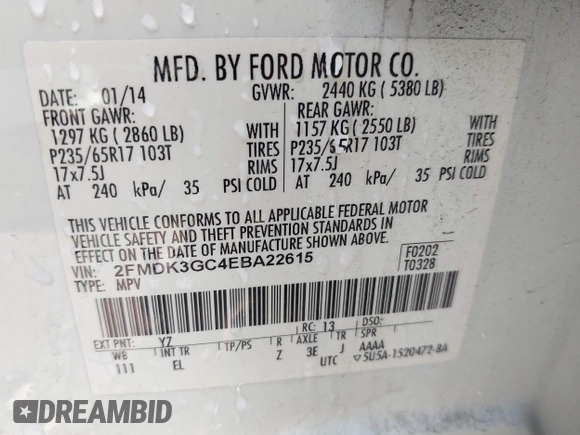 MFD. BY FORD MOTOR CO.
DATE: 01/14 GVWR: 2440 KG ( 5380 LB)
FRONT GAWR: REAR GAWR:
1297 KG ( 2860 LB) WITH 1157 KG ( 2550 LB) WITH
P235/65R17 103T TIRES P235/65R17 103T TIRES
17x7.5J RIMS 17x7.5J RIMS
AT 240 kPa/ 35 PSI COLD AT 240 kPa/ 35 PSI COLD
THIS VEHICLE CONFORMS TO ALL APPLICABLE FEDERAL MOTOR
VEHICLE SAFETY AND THEFT PREVENTION STANDARDS IN
EFFECT ON THE DATE OF MANUFACTURE SHOWN ABOVE.
VIN: 2FMDK3GC4EBA22615 F0202
TYPE: MPV T0328
EXT PNT: YZ RC: 13 DSO:
WB INT TR TP/PS R AXLE TR SPR AAAA
111 EL Z 3E J UTC ▽5U5A-1520472-BA
DREAMBID